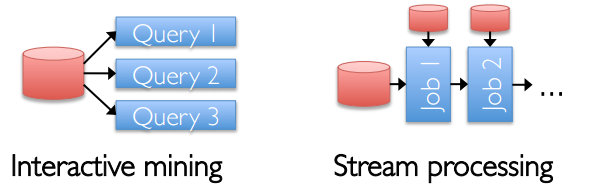 Query 1
Query 2
Query 3
Interactive mining
Job 1
Job 2
...
Stream processing